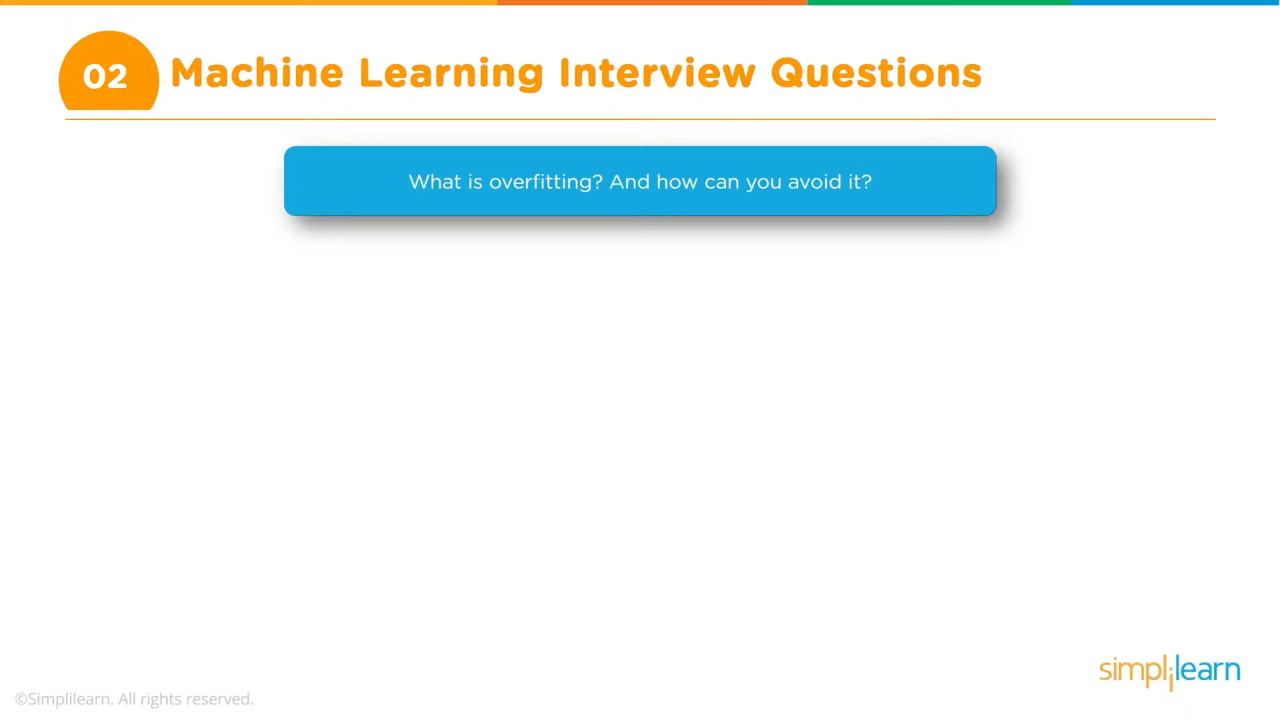 02
Machine Learning Interview Questions
What is overfitting? And how can you avoid it?
simplilearn
©Simplilearn. All rights reserved.